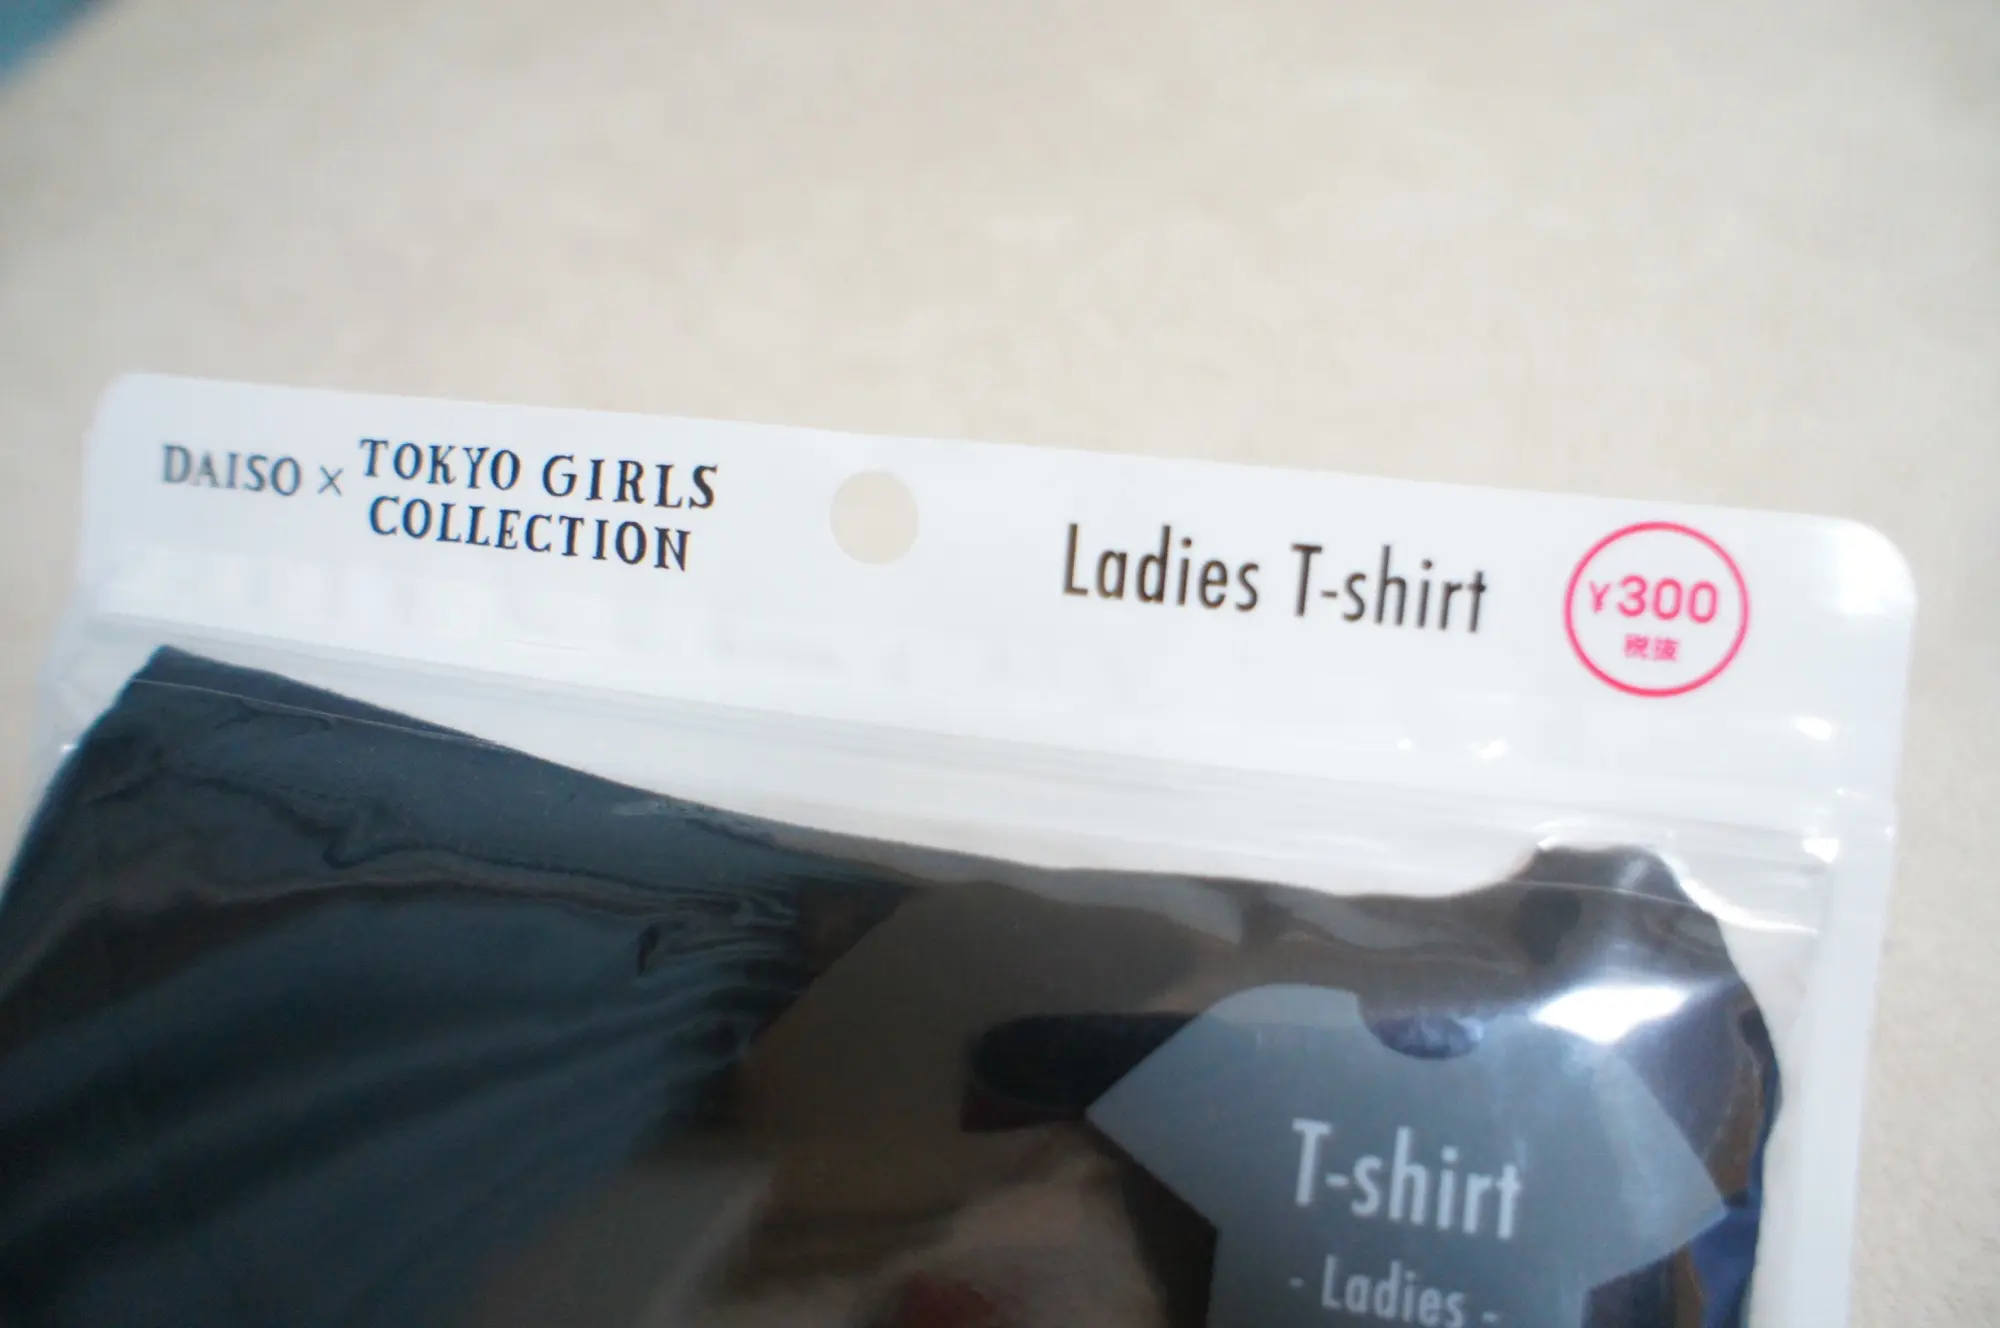 DAISO × TOKYO GIRLS
COLLECTION
Ladies T-shirt
¥300
税抜
T-shirt
- Ladies -